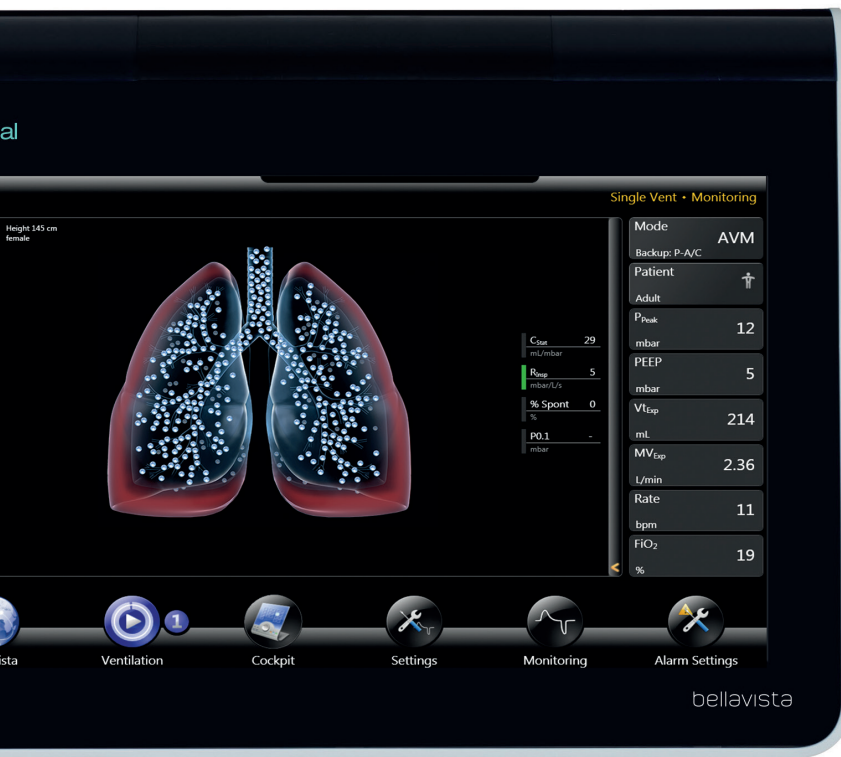 al
Single Vent • Monitoring
Height 145 cm
female
Mode
AVM
Backup: P-A/C
Patient
Adult
PPeak
12
mbar
PEEP
5
mbar
VtExp
214
mL
MVExp
2.36
L/min
Rate
11
bpm
FiO2
19
%
CStat 29
mL/mbar
RInsp 5
mbar/L/s
% Spont 0
%
P0.1 -
mbar
<
1
ista
Ventilation
Cockpit
Settings
Monitoring
Alarm Settings
bellavista